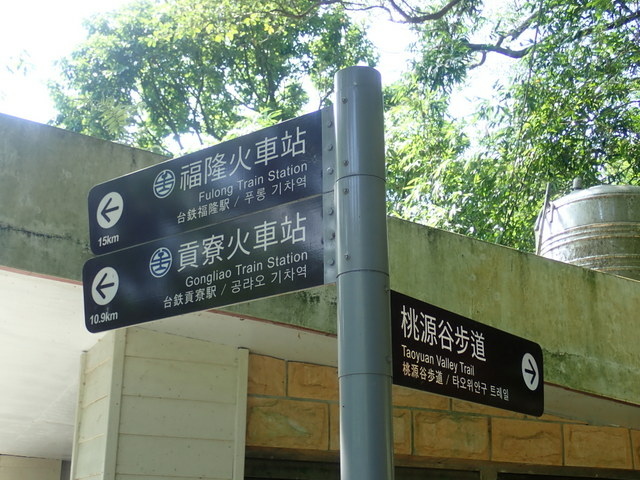 福隆火車站
Fulong Train Station
台鉄福隆駅 / 푸롱 기차역
15km
貢寮火車站
Gongliao Train Station
台鉄貢寮駅 / 공랴오 기차역
10.9km
桃源谷步道
Taoyuan Valley Trail
桃源谷步道 / 타오위안구 트레일